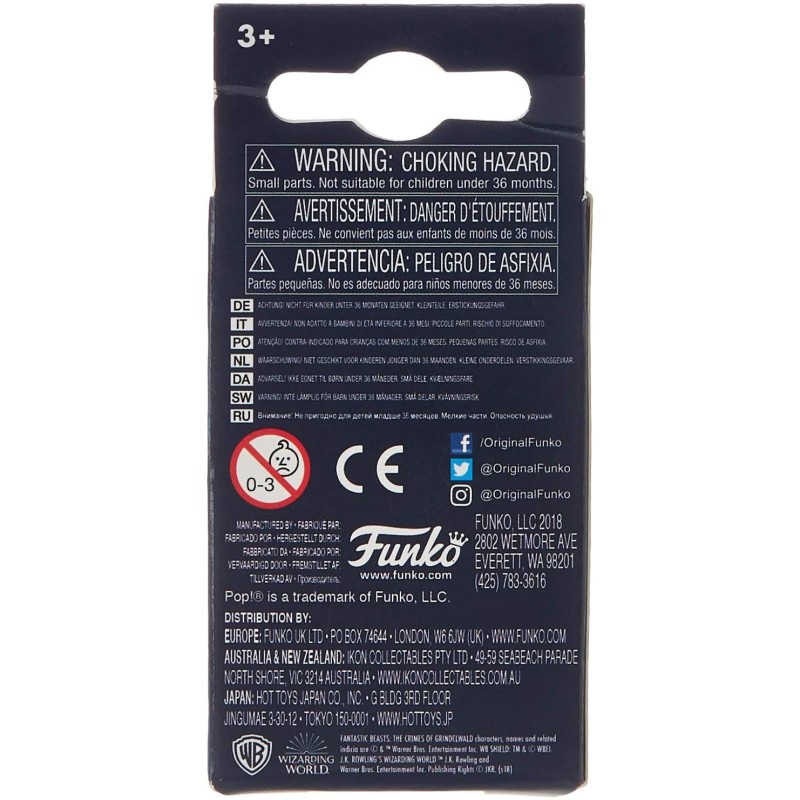 3+
WARNING: CHOKING HAZARD.
Small parts. Not suitable for children under 36 months.
AVERTISSEMENT: DANGER D'ÉTOUFFEMENT.
Petites pièces. Ne convient pas aux enfants de moins de 36 mois.
ADVERTENCIA: PELIGRO DE ASFIXIA.
Partes pequeñas. No es adecuado para niños menores de 36 meses.
DE ACHTUNG! NICHT FÜR KINDER UNTER 36 MONATEN GEEIGNET. KLEINTEILE. ERSTICKUNGSGEFAHR.
IT AVVERTENZA! NON ADATTO A BAMBINI DI ETÀ INFERIORE A 36 MESI. PICCOLE PARTI. RISCHIO DI SOFFOCAMENTO.
PO ATENÇÃO! CONTRA-INDICADO PARA CRIANÇAS COM MENOS DE 36 MESES. PEQUENAS PARTES. RISCO DE ASFIXIA.
NL WAARSCHUWING! NIET GESCHIKT VOOR KINDEREN JONGER DAN 36 MAANDEN. KLEINE ONDERDELEN. VERSTIKKINGSGEVAAR.
DA ADVARSEL! IKKE EGNET TIL BØRN UNDER 36 MÅNEDER. SMÅ DELE. KVÆLNINGSFARE.
SW VARNING! INTE LÄMPLIG FÖR BARN UNDER 36 MÅNADER. SMÅ DELAR. KVÄVNINGSRISK.
RU Внимание! Не пригодно для детей младше 36 месяцев. Мелкие части. Опасность удушья.
0-3
CE
/OriginalFunko
@OriginalFunko
@OriginalFunko
MANUFACTURED BY • FABRIQUÉ PAR:
FABRICADO POR • HERGESTELLT DURCH:
FABBRICATO DA • FABRICADO POR:
VERVAARDIGD DOOR • FREMSTILLET AF:
TILLVERKAD AV • Производитель:
Funko
www.funko.com
FUNKO, LLC 2018
2802 WETMORE AVE
EVERETT, WA 98201
(425) 783-3616
Pop!® is a trademark of Funko, LLC.
DISTRIBUTION BY:
EUROPE: FUNKO UK LTD • PO BOX 74644 • LONDON, W6 6JW (UK) • WWW.FUNKO.COM
AUSTRALIA & NEW ZEALAND: IKON COLLECTABLES PTY LTD • 49-59 SEABEACH PARADE
NORTH SHORE, VIC 3214 AUSTRALIA • WWW.IKONCOLLECTABLES.COM.AU
JAPAN: HOT TOYS JAPAN CO., INC. • G BLDG 3RD FLOOR
JINGUMAE 3-30-12 • TOKYO 150-0001 • WWW.HOTTOYS.JP
WB
WIZARDING
WORLD
FANTASTIC BEASTS: THE CRIMES OF GRINDELWALD characters, names and related
indicia are © & ™ Warner Bros. Entertainment Inc. WB SHIELD: TM & © WBEI.
J.K. ROWLING'S WIZARDING WORLD ™ J.K. Rowling and
Warner Bros. Entertainment Inc. Publishing Rights © JKR. (s18)